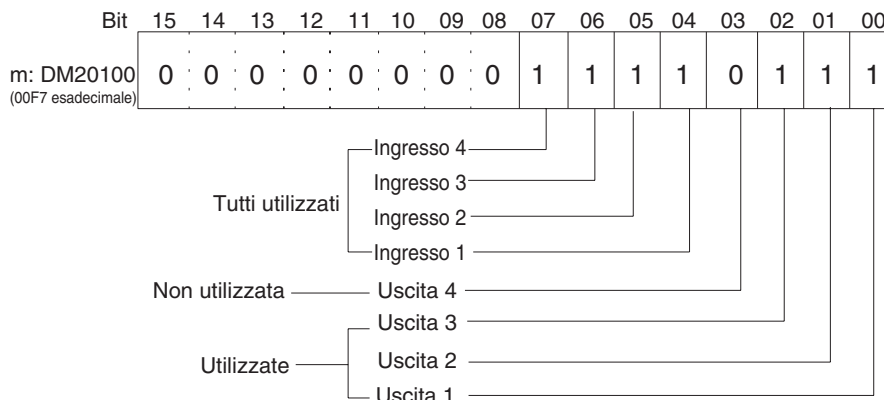 Bit 15 14 13 12 11 10 09 08 07 06 05 04 03 02 01 00
m: DM20100 0 0 0 0 0 0 0 0 1 1 1 1 0 1 1 1
(00F7 esadecimale)
Ingresso 4
Ingresso 3
Tutti utilizzati
Ingresso 2
Ingresso 1
Non utilizzata Uscita 4
Uscita 3
Utilizzate
Uscita 2
Uscita 1